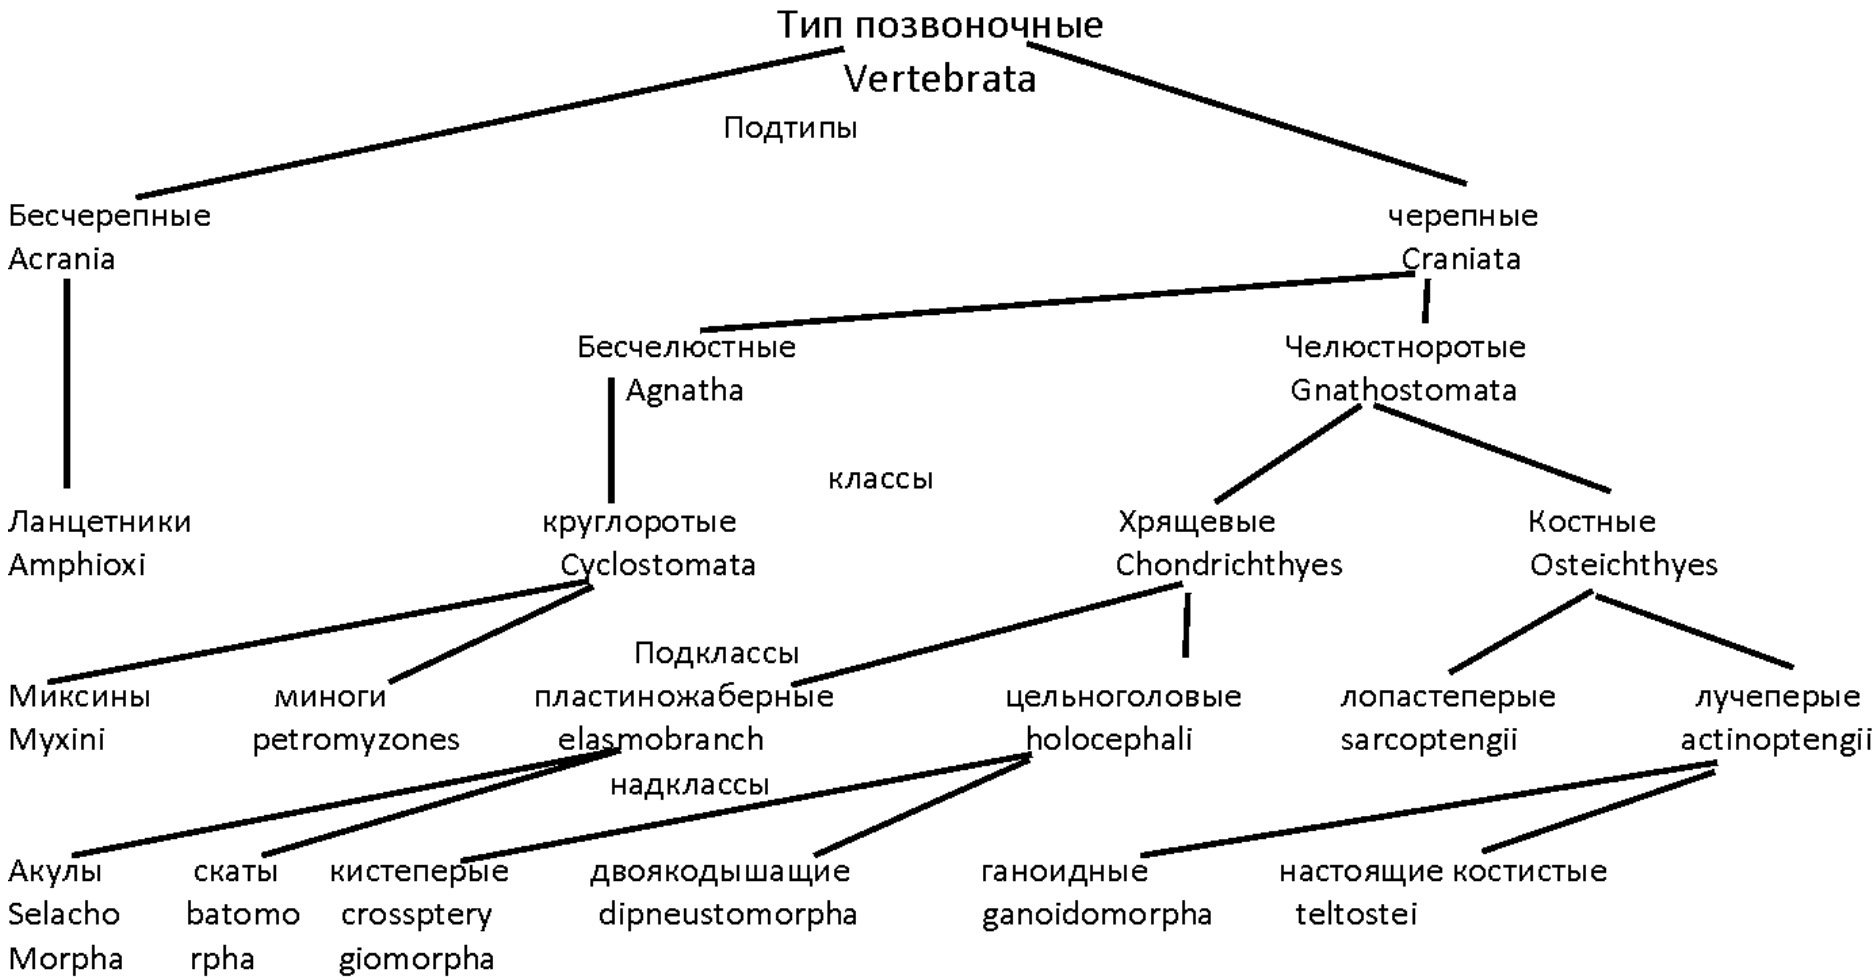 Тип позвоночные
Vertebrata
Подтипы
Бесчерепные черепные
Acrania Craniata
Бесчелюстные Челюстноротые
Agnatha Gnathostomata
классы
Ланцетники круглоротые Хрящевые Костные
Amphioxi Cyclostomata Chondrichthyes Osteichthyes
Подклассы
Миксины миноги пластиножаберные цельноголовые лопастеперые лучеперые
Myxini petromyzones elasmobranch holocephali sarcoptengii actinoptengii
надклассы
Акулы скаты кистеперые двоякодышащие ганоидные настоящие костистые
Selacho batomo crossptery dipneustomorpha ganoidomorpha teltostei
Morpha rpha giomorpha